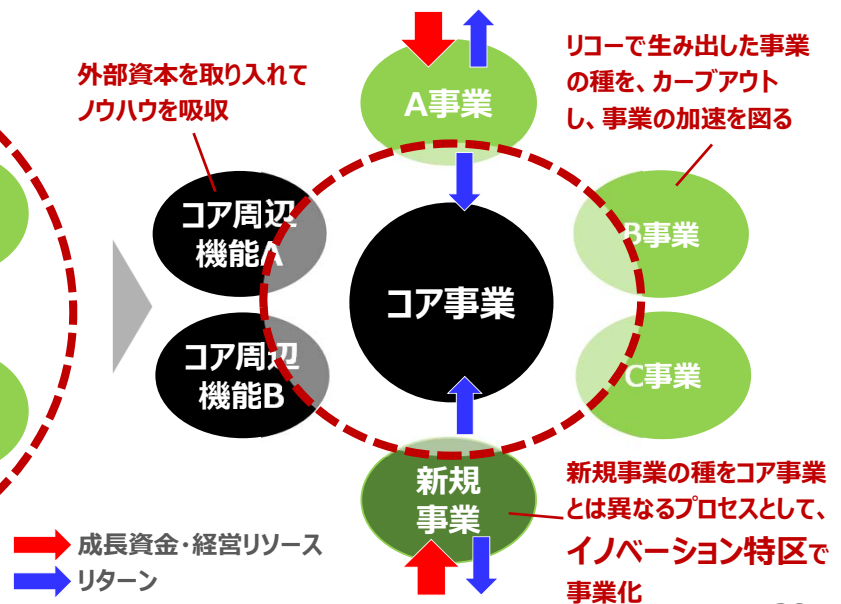 外部資本を取り入れて
ノウハウを吸収
A事業
リコーで生み出した事業
の種を、カーブアウト
し、事業の加速を図る
コア周辺
機能A
B事業
コア事業
コア周辺
機能B
C事業
新規
事業
新規事業の種をコア事業
とは異なるプロセスとして、
イノベーション特区で
事業化
成長資金・経営リソース
リターン